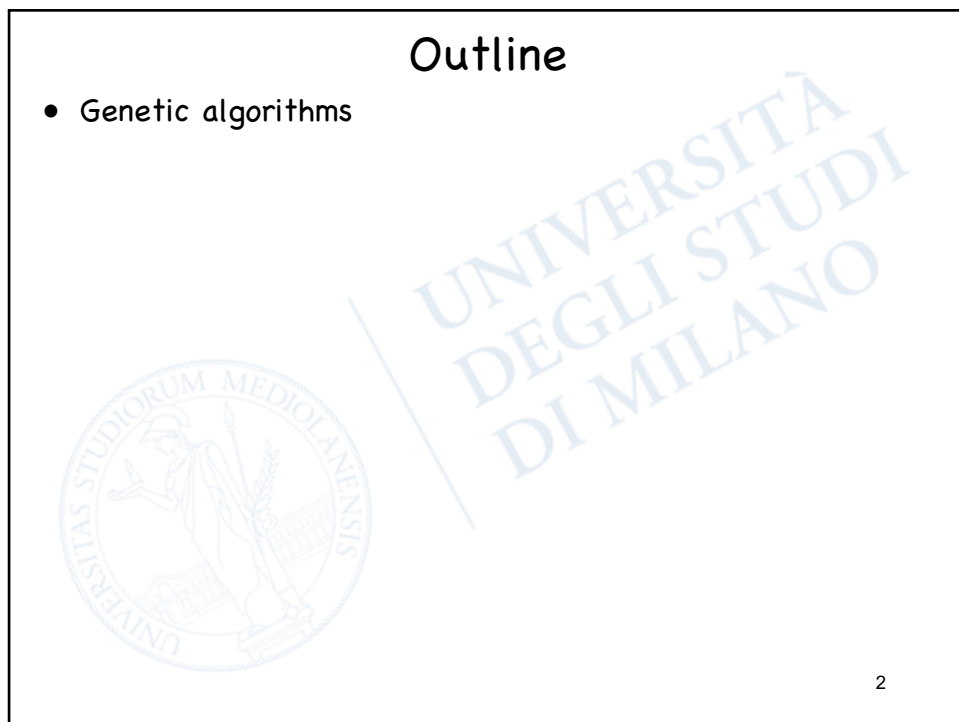 Outline
• Genetic algorithms
UNIVERSITÀ
DEGLI STUDI
DI MILANO
UNIVERSITAS STUDIORUM MEDIOLANENSIS
2